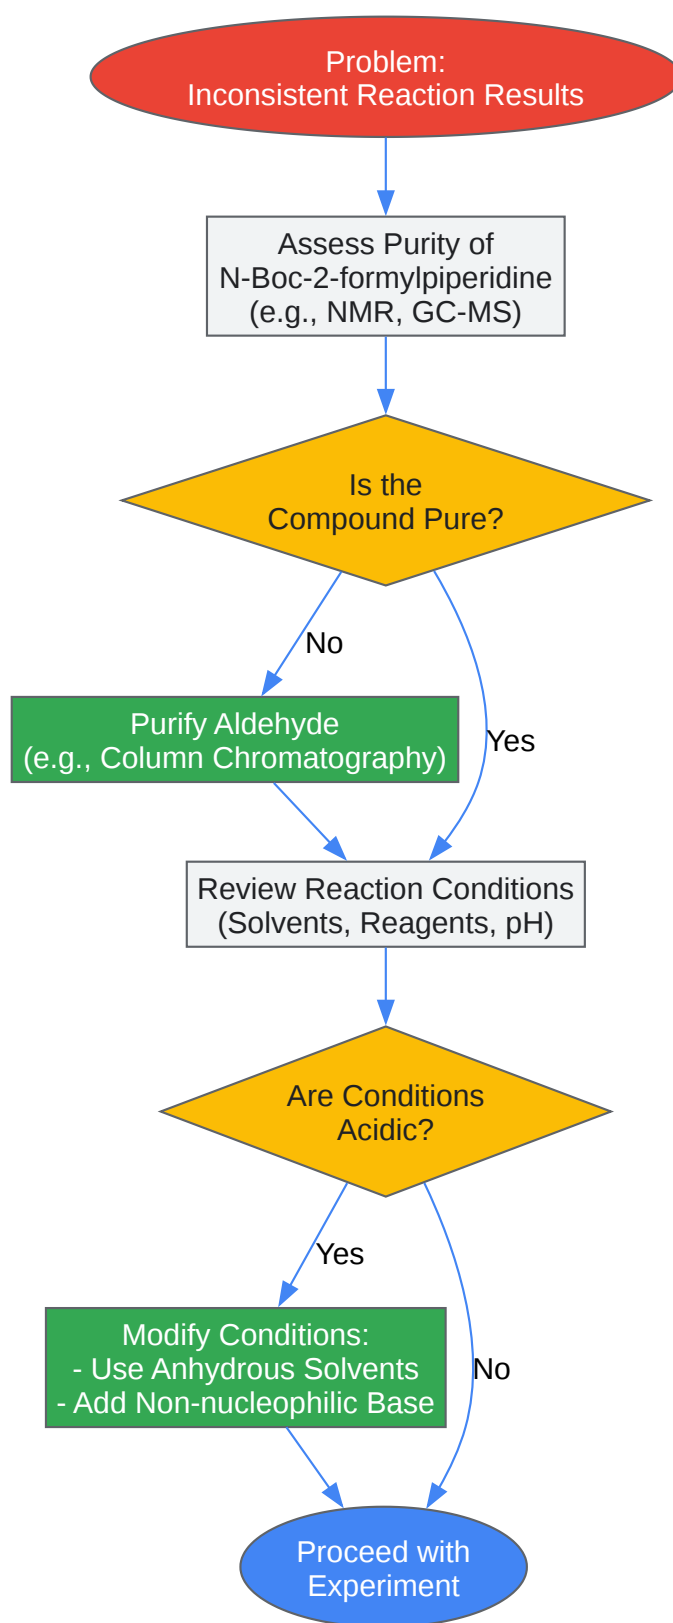 Problem:
Inconsistent Reaction Results
Assess Purity of
N-Boc-2-formylpiperidine
(e.g., NMR, GC-MS)
Is the
Compound Pure?
No
Purify Aldehyde
(e.g., Column Chromatography)
Yes
Review Reaction Conditions
(Solvents, Reagents, pH)
Are Conditions
Acidic?
Yes
Modify Conditions:
- Use Anhydrous Solvents
- Add Non-nucleophilic Base
No
Proceed with
Experiment